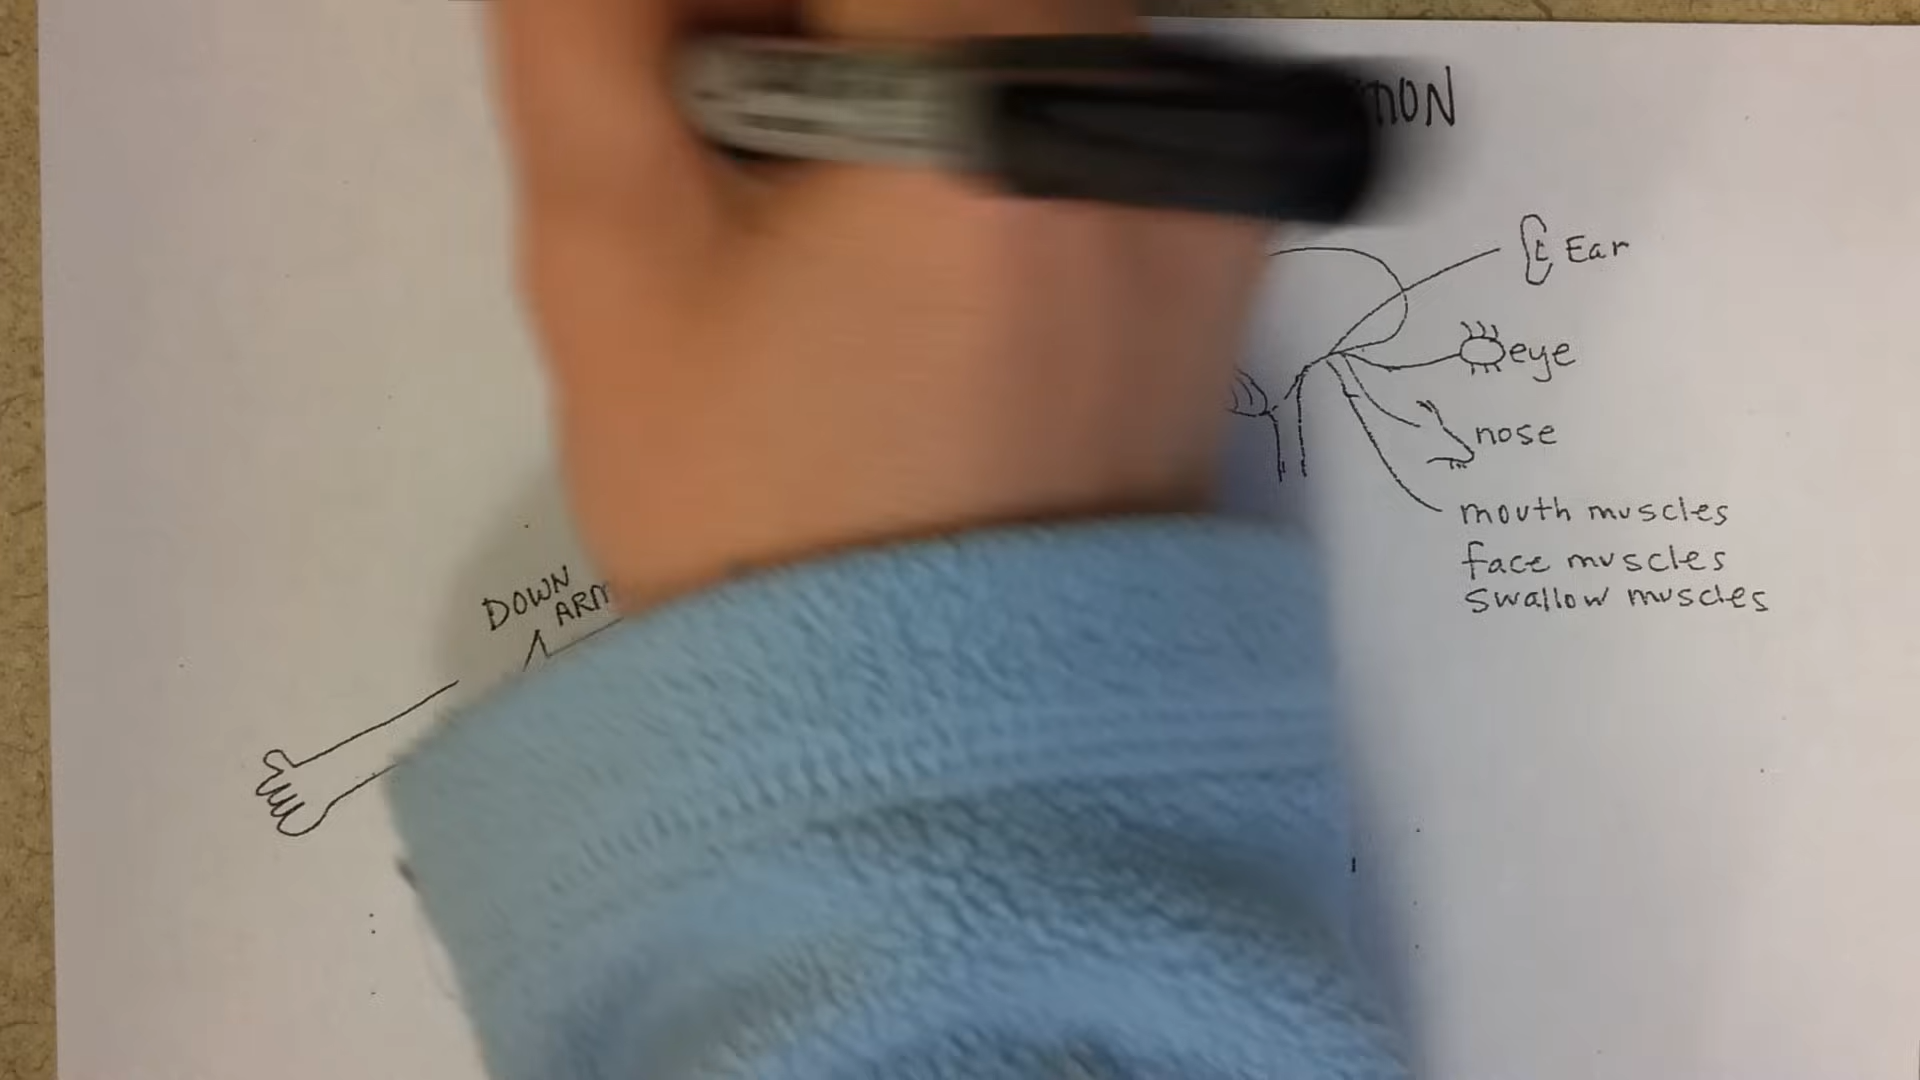 Ear
eye
nose
mouth muscles
face muscles
swallow muscles
DOWN